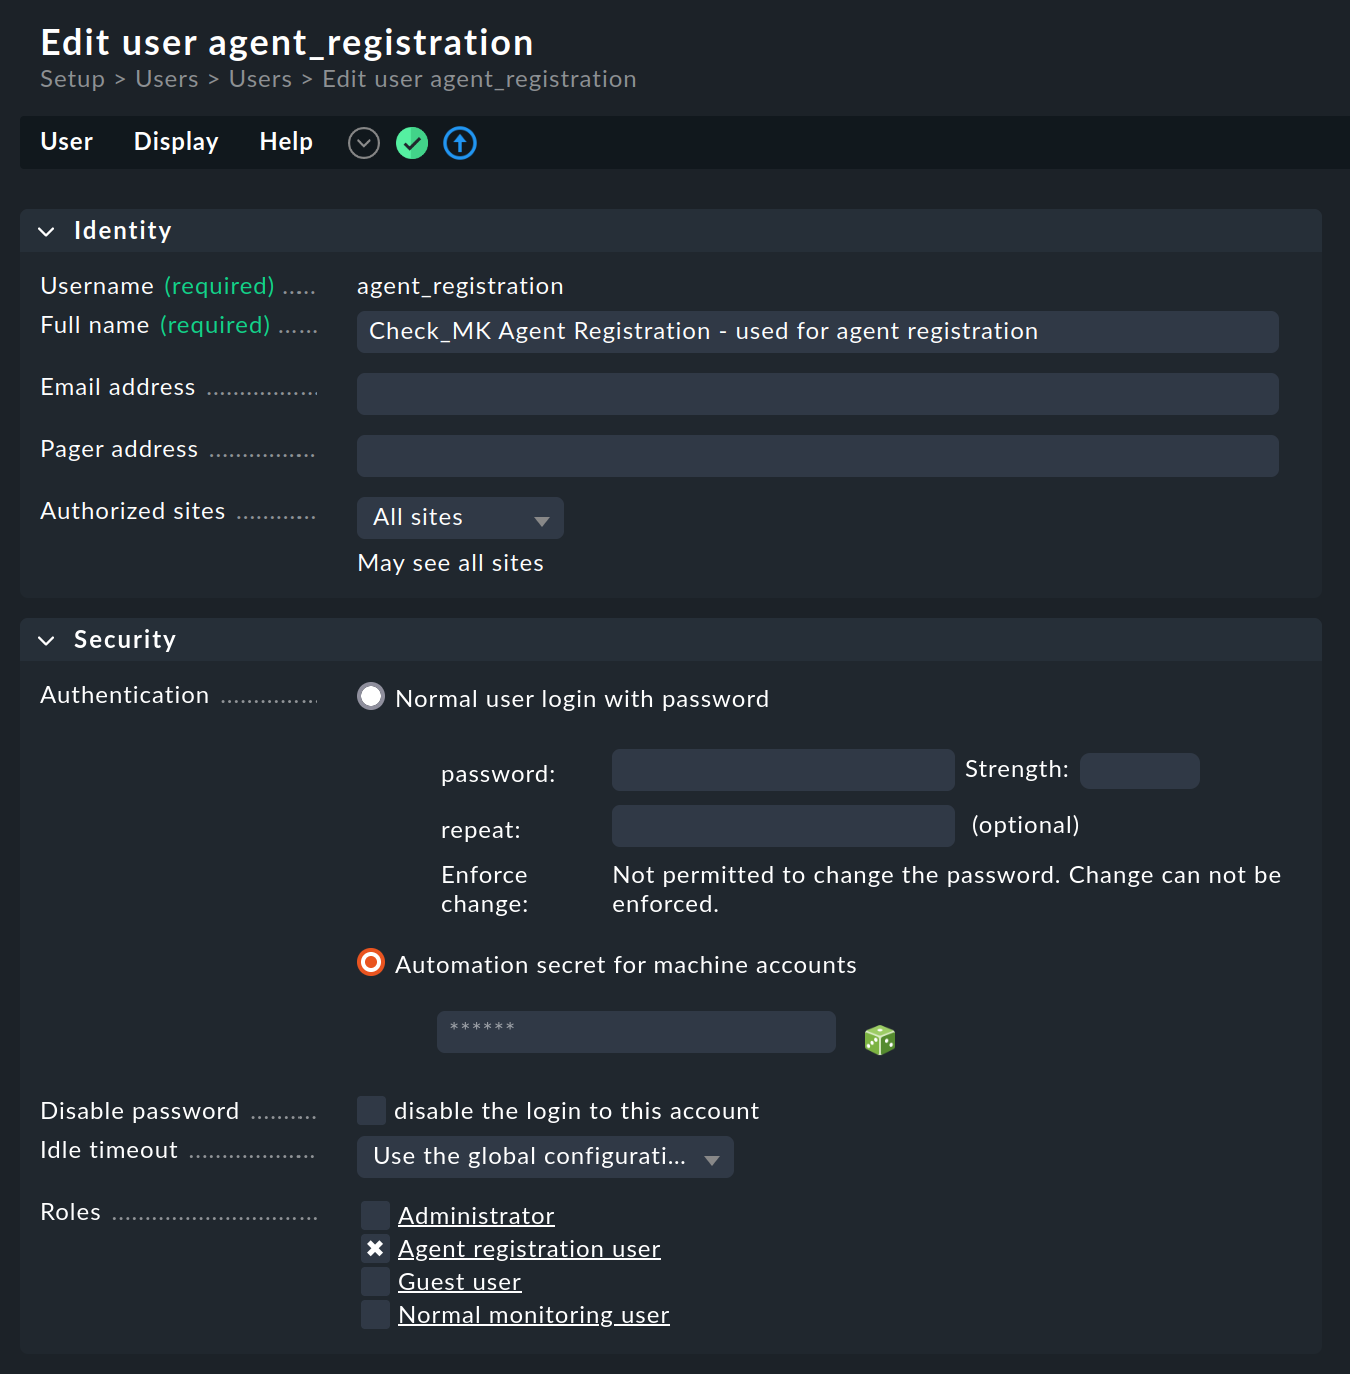 Edit user agent_registration
Setup > Users > Users > Edit user agent_registration
User Display Help
Identity
Username (required) ..... agent_registration
Full name (required) ...... Check_MK Agent Registration - used for agent registration
Email address .................
Pager address ................
Authorized sites ............ All sites
May see all sites
Security
Authentication ............... Normal user login with password
password: Strength:
repeat: (optional)
Enforce change: Not permitted to change the password. Change can not be
enforced.
Automation secret for machine accounts
******
Disable password .......... disable the login to this account
Idle timeout ................... Use the global configurati...
Roles ............................... Administrator
Agent registration user
Guest user
Normal monitoring user